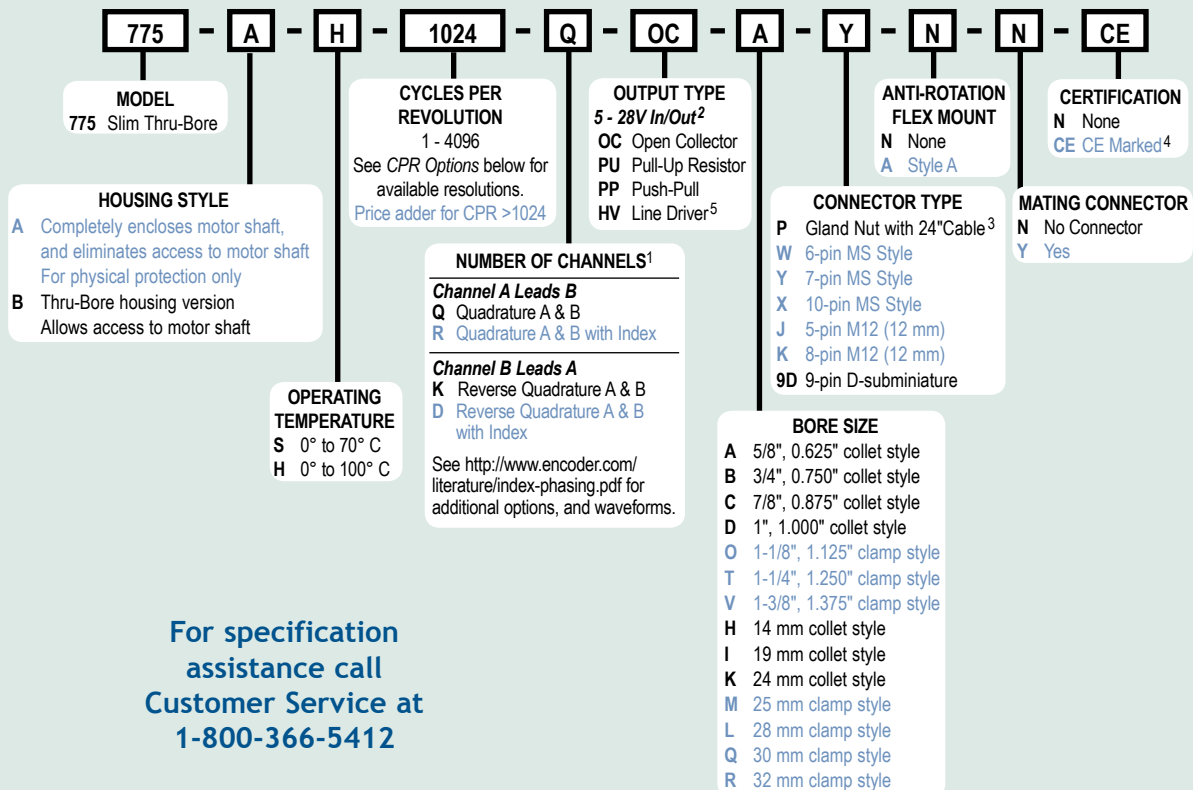 775 - A - H - 1024 - Q - OC - A - Y - N - N - CE
MODEL
775 Slim Thru-Bore
HOUSING STYLE
A Completely encloses motor shaft,
and eliminates access to motor shaft
For physical protection only
B Thru-Bore housing version
Allows access to motor shaft
OPERATING
TEMPERATURE
S 0° to 70° C
H 0° to 100° C
CYCLES PER
REVOLUTION
1 - 4096
See CPR Options below for
available resolutions.
Price adder for CPR >1024
NUMBER OF CHANNELS1
Channel A Leads B
Q Quadrature A & B
R Quadrature A & B with Index
Channel B Leads A
K Reverse Quadrature A & B
D Reverse Quadrature A & B
with Index
See http://www.encoder.com/
literature/index-phasing.pdf for
additional options, and waveforms.
OUTPUT TYPE
5 - 28V In/Out2
OC Open Collector
PU Pull-Up Resistor
PP Push-Pull
HV Line Driver5
BORE SIZE
A 5/8", 0.625" collet style
B 3/4", 0.750" collet style
C 7/8", 0.875" collet style
D 1", 1.000" collet style
O 1-1/8", 1.125" clamp style
T 1-1/4", 1.250" clamp style
V 1-3/8", 1.375" clamp style
H 14 mm collet style
I 19 mm collet style
K 24 mm collet style
M 25 mm clamp style
L 28 mm clamp style
Q 30 mm clamp style
R 32 mm clamp style
CONNECTOR TYPE
P Gland Nut with 24"Cable3
W 6-pin MS Style
Y 7-pin MS Style
X 10-pin MS Style
J 5-pin M12 (12 mm)
K 8-pin M12 (12 mm)
9D 9-pin D-subminiature
ANTI-ROTATION
FLEX MOUNT
N None
A Style A
MATING CONNECTOR
N No Connector
Y Yes
CERTIFICATION
N None
CE CE Marked4
For specification
assistance call
Customer Service at
1-800-366-5412